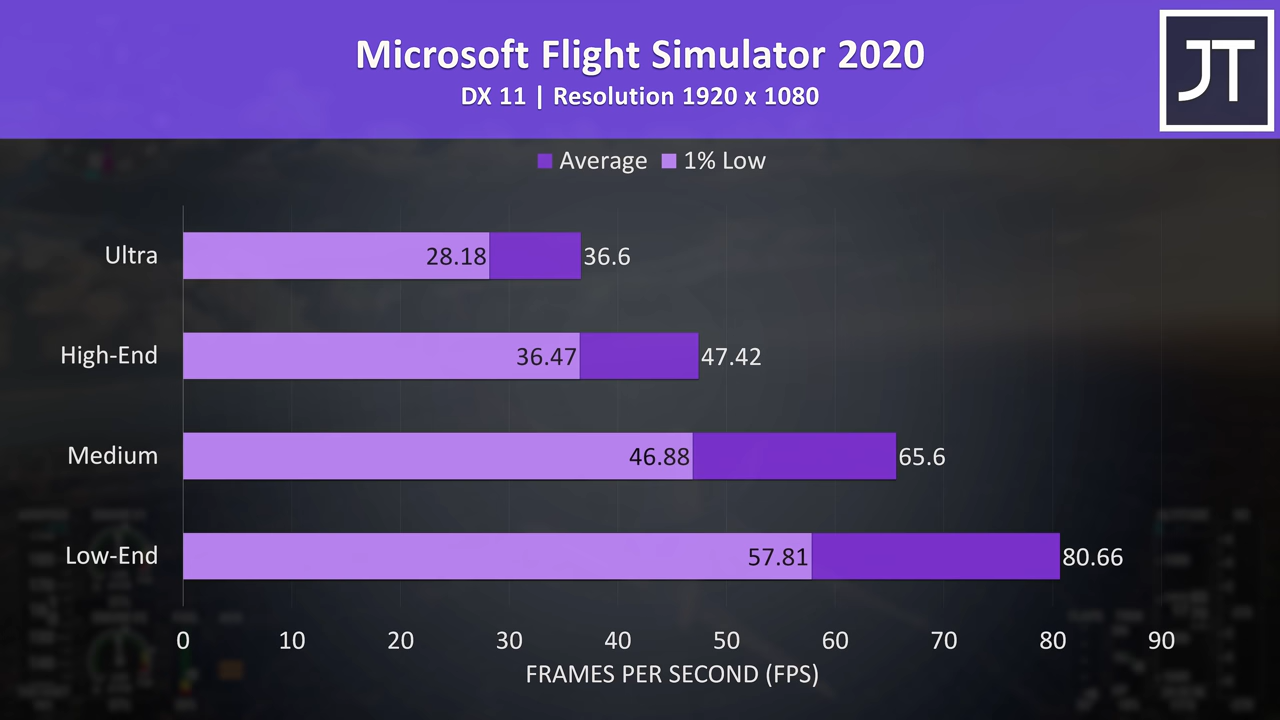 Microsoft Flight Simulator 2020
DX 11 | Resolution 1920 x 1080
JT
Average 1% Low
Ultra 28.18 36.6
High-End 36.47 47.42
Medium 46.88 65.6
Low-End 57.81 80.66
0 10 20 30 40 50 60 70 80 90
FRAMES PER SECOND (FPS)